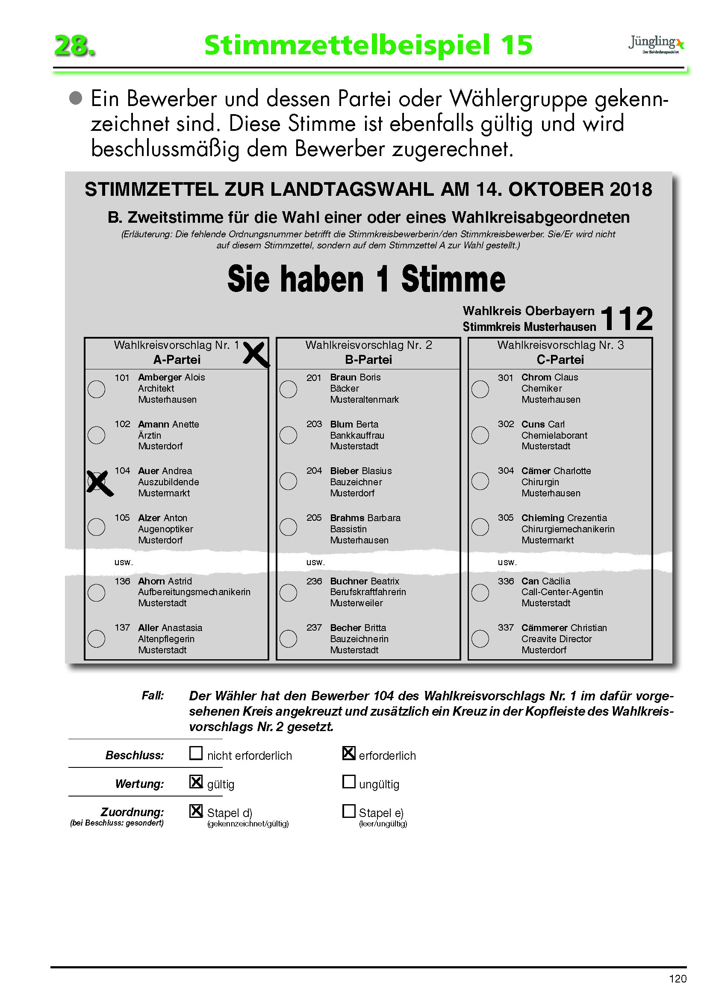 28. Stimmzettelbeispiel 15
Jüngling
Der Behördenspezialist
Ein Bewerber und dessen Partei oder Wählergruppe gekenn-
zeichnet sind. Diese Stimme ist ebenfalls gültig und wird
beschlussmäßig dem Bewerber zugerechnet.
STIMMZETTEL ZUR LANDTAGSWAHL AM 14. OKTOBER 2018
B. Zweitstimme für die Wahl einer oder eines Wahlkreisabgeordneten
(Erläuterung: Die fehlende Ordnungsnummer betrifft die Stimmkreisbewerberin/den Stimmkreisbewerber. Sie/Er wird nicht
auf diesem Stimmzettel, sondern auf dem Stimmzettel A zur Wahl gestellt.)
Sie haben 1 Stimme
Wahlkreis Oberbayern
Stimmkreis Musterhausen
112
Wahlkreisvorschlag Nr. 1
A-Partei
101 Amberger Alois
Architekt
Musterhausen
102 Amann Anette
Ärztin
Musterdorf
104 Auer Andrea
Auszubildende
Mustermarkt
105 Alzer Anton
Augenoptiker
Musterdorf
usw.
136 Ahorn Astrid
Aufbereitungsmechanikerin
Musterstadt
137 Aller Anastasia
Altenpflegerin
Musterstadt
Wahlkreisvorschlag Nr. 2
B-Partei
201 Braun Boris
Bäcker
Musteraltenmark
203 Blum Berta
Bankkauffrau
Musterstadt
204 Bieber Blasius
Bauzeichner
Musterdorf
205 Brahms Barbara
Bassistin
Musterhausen
usw.
236 Buchner Beatrix
Berufskraftfahrerin
Musterweiler
237 Becher Britta
Bauzeichnerin
Musterstadt
Wahlkreisvorschlag Nr. 3
C-Partei
301 Chrom Claus
Chemiker
Musterhausen
302 Cuns Carl
Chemielaborant
Musterstadt
304 Cämer Charlotte
Chirurgin
Musterhausen
305 Chieming Crezentia
Chirurgiemechanikerin
Mustermarkt
usw.
336 Can Cäcilia
Call-Center-Agentin
Musterstadt
337 Cämmerer Christian
Creavite Director
Musterdorf
Fall: Der Wähler hat den Bewerber 104 des Wahlkreisvorschlags Nr. 1 im dafür vorge-
sehenen Kreis angekreuzt und zusätzlich ein Kreuz in der Kopfleiste des Wahlkreis-
vorschlags Nr. 2 gesetzt.
Beschluss: nicht erforderlich erforderlich
Wertung: gültig ungültig
Zuordnung: Stapel d) Stapel e)
(bei Beschluss: gesondert) (gekennzeichnet/gültig) (leer/ungültig)
120